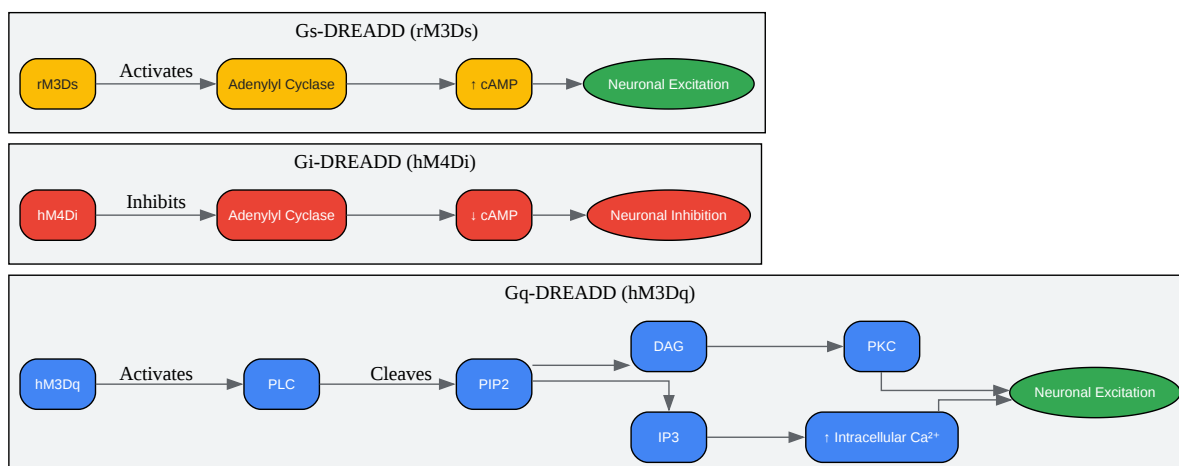 Gs-DREADD (rM3Ds)
rM3Ds
Activates
Adenylyl Cyclase
↑ cAMP
Neuronal Excitation
Gi-DREADD (hM4Di)
hM4Di
Inhibits
Adenylyl Cyclase
↓ cAMP
Neuronal Inhibition
Gq-DREADD (hM3Dq)
hM3Dq
Activates
PLC
Cleaves
PIP2
DAG
PKC
IP3
↑ Intracellular Ca²⁺
Neuronal Excitation